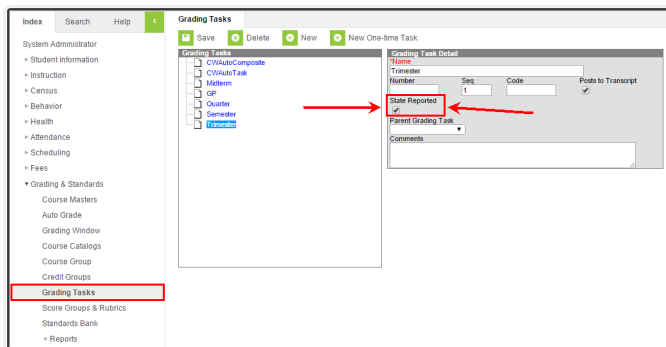 Index Search Help
Grading Tasks
Save Delete New New One-time Task
System Administrator
Student Information
Instruction
Census
Behavior
Health
Attendance
Scheduling
Fees
Grading & Standards
Course Masters
Auto Grade
Grading Window
Course Catalogs
Course Group
Credit Groups
Grading Tasks
Score Groups & Rubrics
Standards Bank
Reports
Grading Tasks
CWAutoComposite
CWAutoTask
Midterm
GP
Quarter
Semester
Trimester
Grading Task Detail
*Name
Trimester
Number Seq Code Posts to Transcript
1
State Reported
Parent Grading Task
Comments